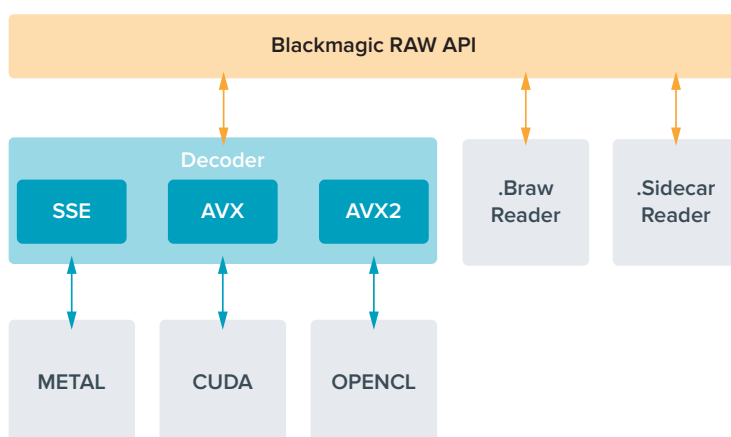 Blackmagic RAW API
Decoder
SSE
AVX
AVX2
.Braw
Reader
.Sidecar
Reader
METAL
CUDA
OPENCL